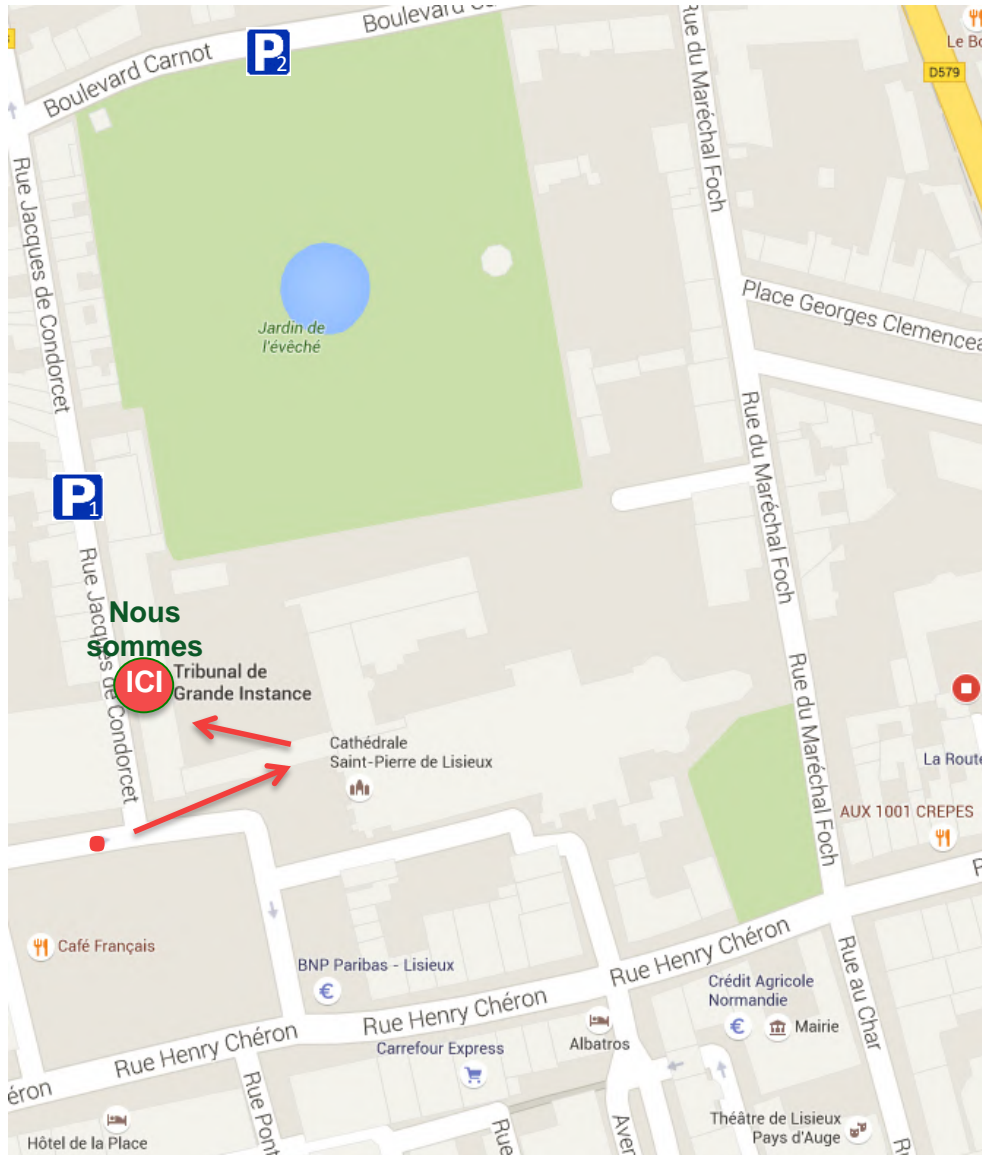 Boulevard Carnot
P2
Boulevard Ca
Rue du Maréchal Foch
Le Bo
D579
Rue Jacques de Condorcet
Jardin de
l'évêché
Place Georges Clemenceau
Rue du Maréchal Foch
P1
Rue Jacques de Condorcet
Nous
sommes
ICI
Tribunal de
Grande Instance
Rue du Maréchal Foch
Cathédrale
Saint-Pierre de Lisieux
La Route
AUX 1001 CREPES
P
Café Français
BNP Paribas - Lisieux
€
Rue Henry Chéron
Rue au Char
Crédit Agricole
Normandie
€
Mairie
Rue Henry Chéron
Albatros
Rue Henry Chéron
Carrefour Express
éron
Rue Pont
Hôtel de la Place
Rue
Aven
Théâtre de Lisieux
Pays d'Auge
R